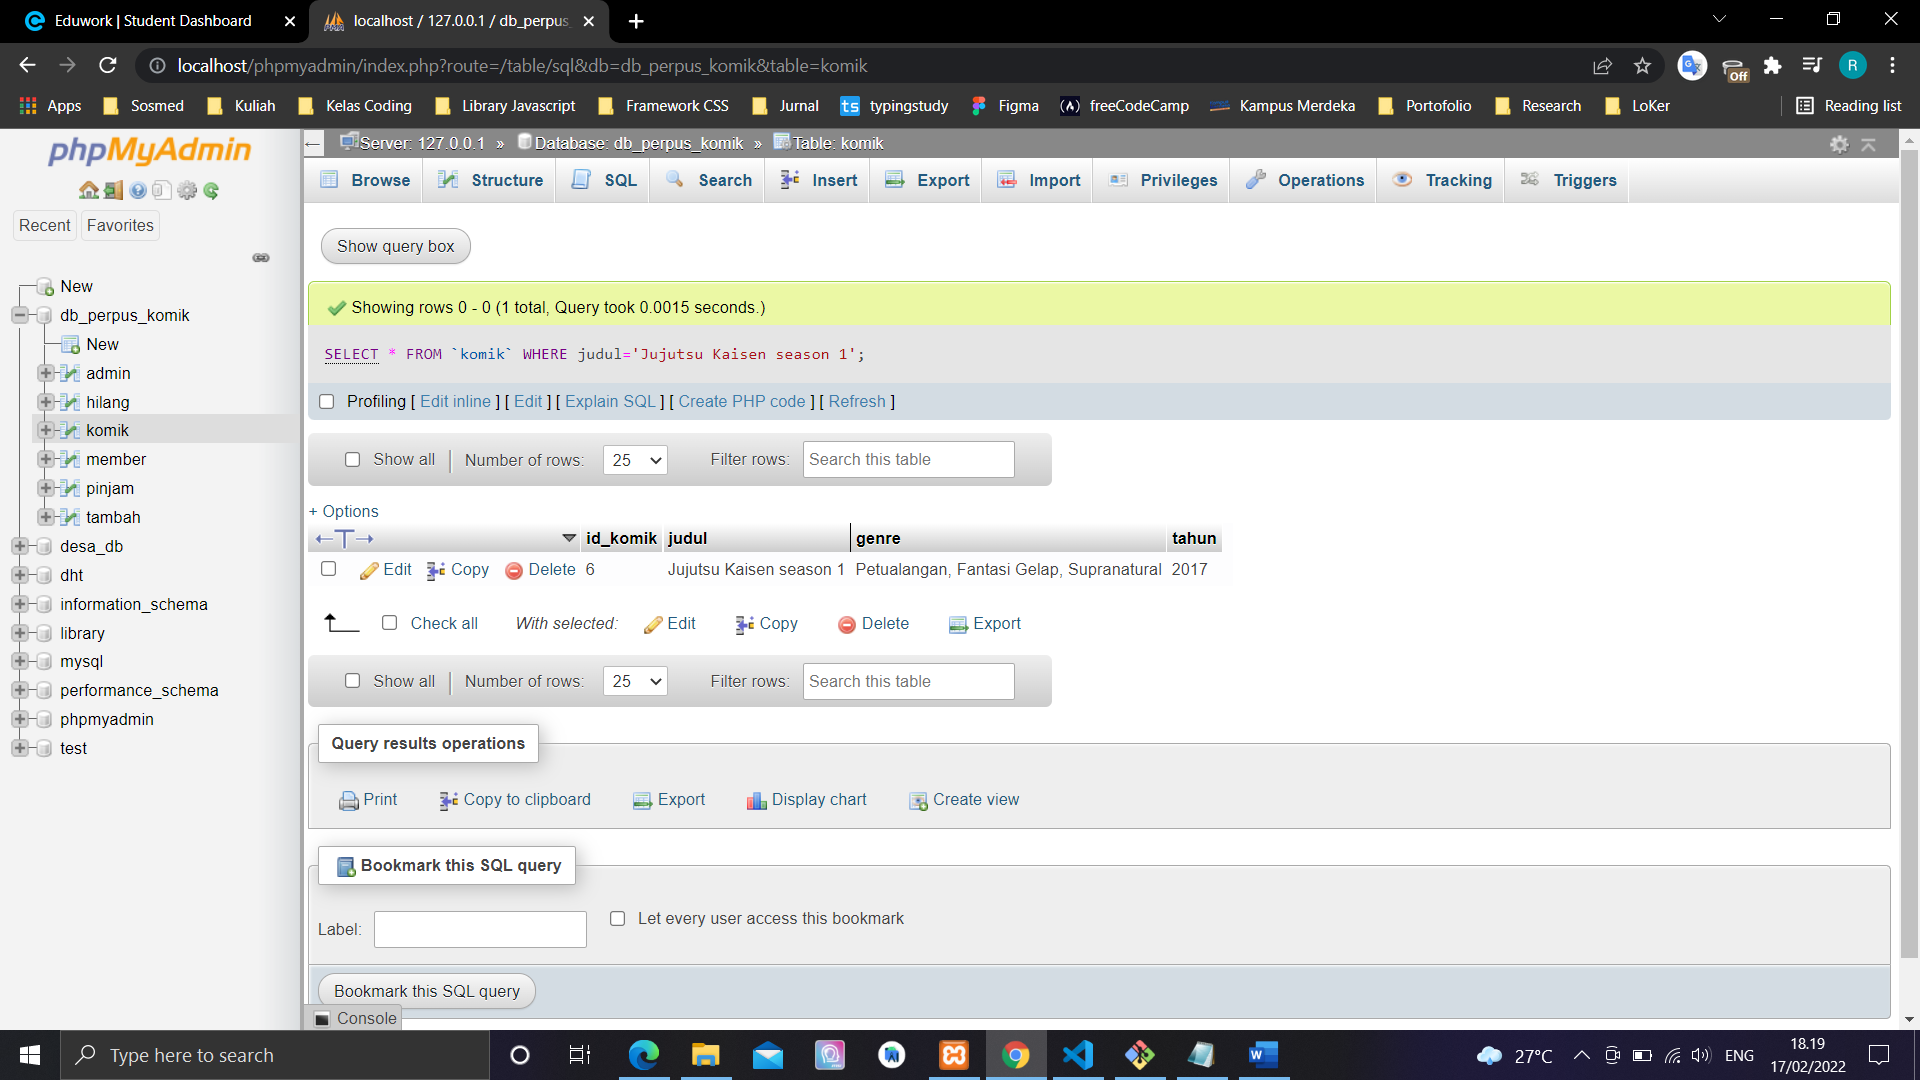 Eduwork | Student Dashboard
localhost / 127.0.0.1 / db_perpus_
localhost/phpmyadmin/index.php?route=/table/sql&db=db_perpus_komik&table=komik
Off
R
Apps Sosmed Kuliah Kelas Coding Library Javascript Framework CSS Jurnal ts typingstudy Figma (A) freeCodeCamp Kampus Merdeka Portofolio Research LoKer Reading list
phpMyAdmin
Recent Favorites
New
db_perpus_komik
New
admin
hilang
komik
member
pinjam
tambah
desa_db
dht
information_schema
library
mysql
performance_schema
phpmyadmin
test
Server: 127.0.0.1 » Database: db_perpus_komik » Table: komik
Browse Structure SQL Search Insert Export Import Privileges Operations Tracking Triggers
Show query box
Showing rows 0 - 0 (1 total, Query took 0.0015 seconds.)
SELECT * FROM `komik` WHERE judul='Jujutsu Kaisen season 1';
Profiling [ Edit inline ] [ Edit ] [ Explain SQL ] [ Create PHP code ] [ Refresh ]
Show all | Number of rows: 25 Filter rows: Search this table
+ Options
←T→ id_komik judul genre tahun
Edit Copy Delete 6 Jujutsu Kaisen season 1 Petualangan, Fantasi Gelap, Supranatural 2017
Check all With selected: Edit Copy Delete Export
Show all | Number of rows: 25 Filter rows: Search this table
Query results operations
Print Copy to clipboard Export Display chart Create view
Bookmark this SQL query
Label: Let every user access this bookmark
Bookmark this SQL query
Console
Type here to search
27°C ENG
18.19
17/02/2022